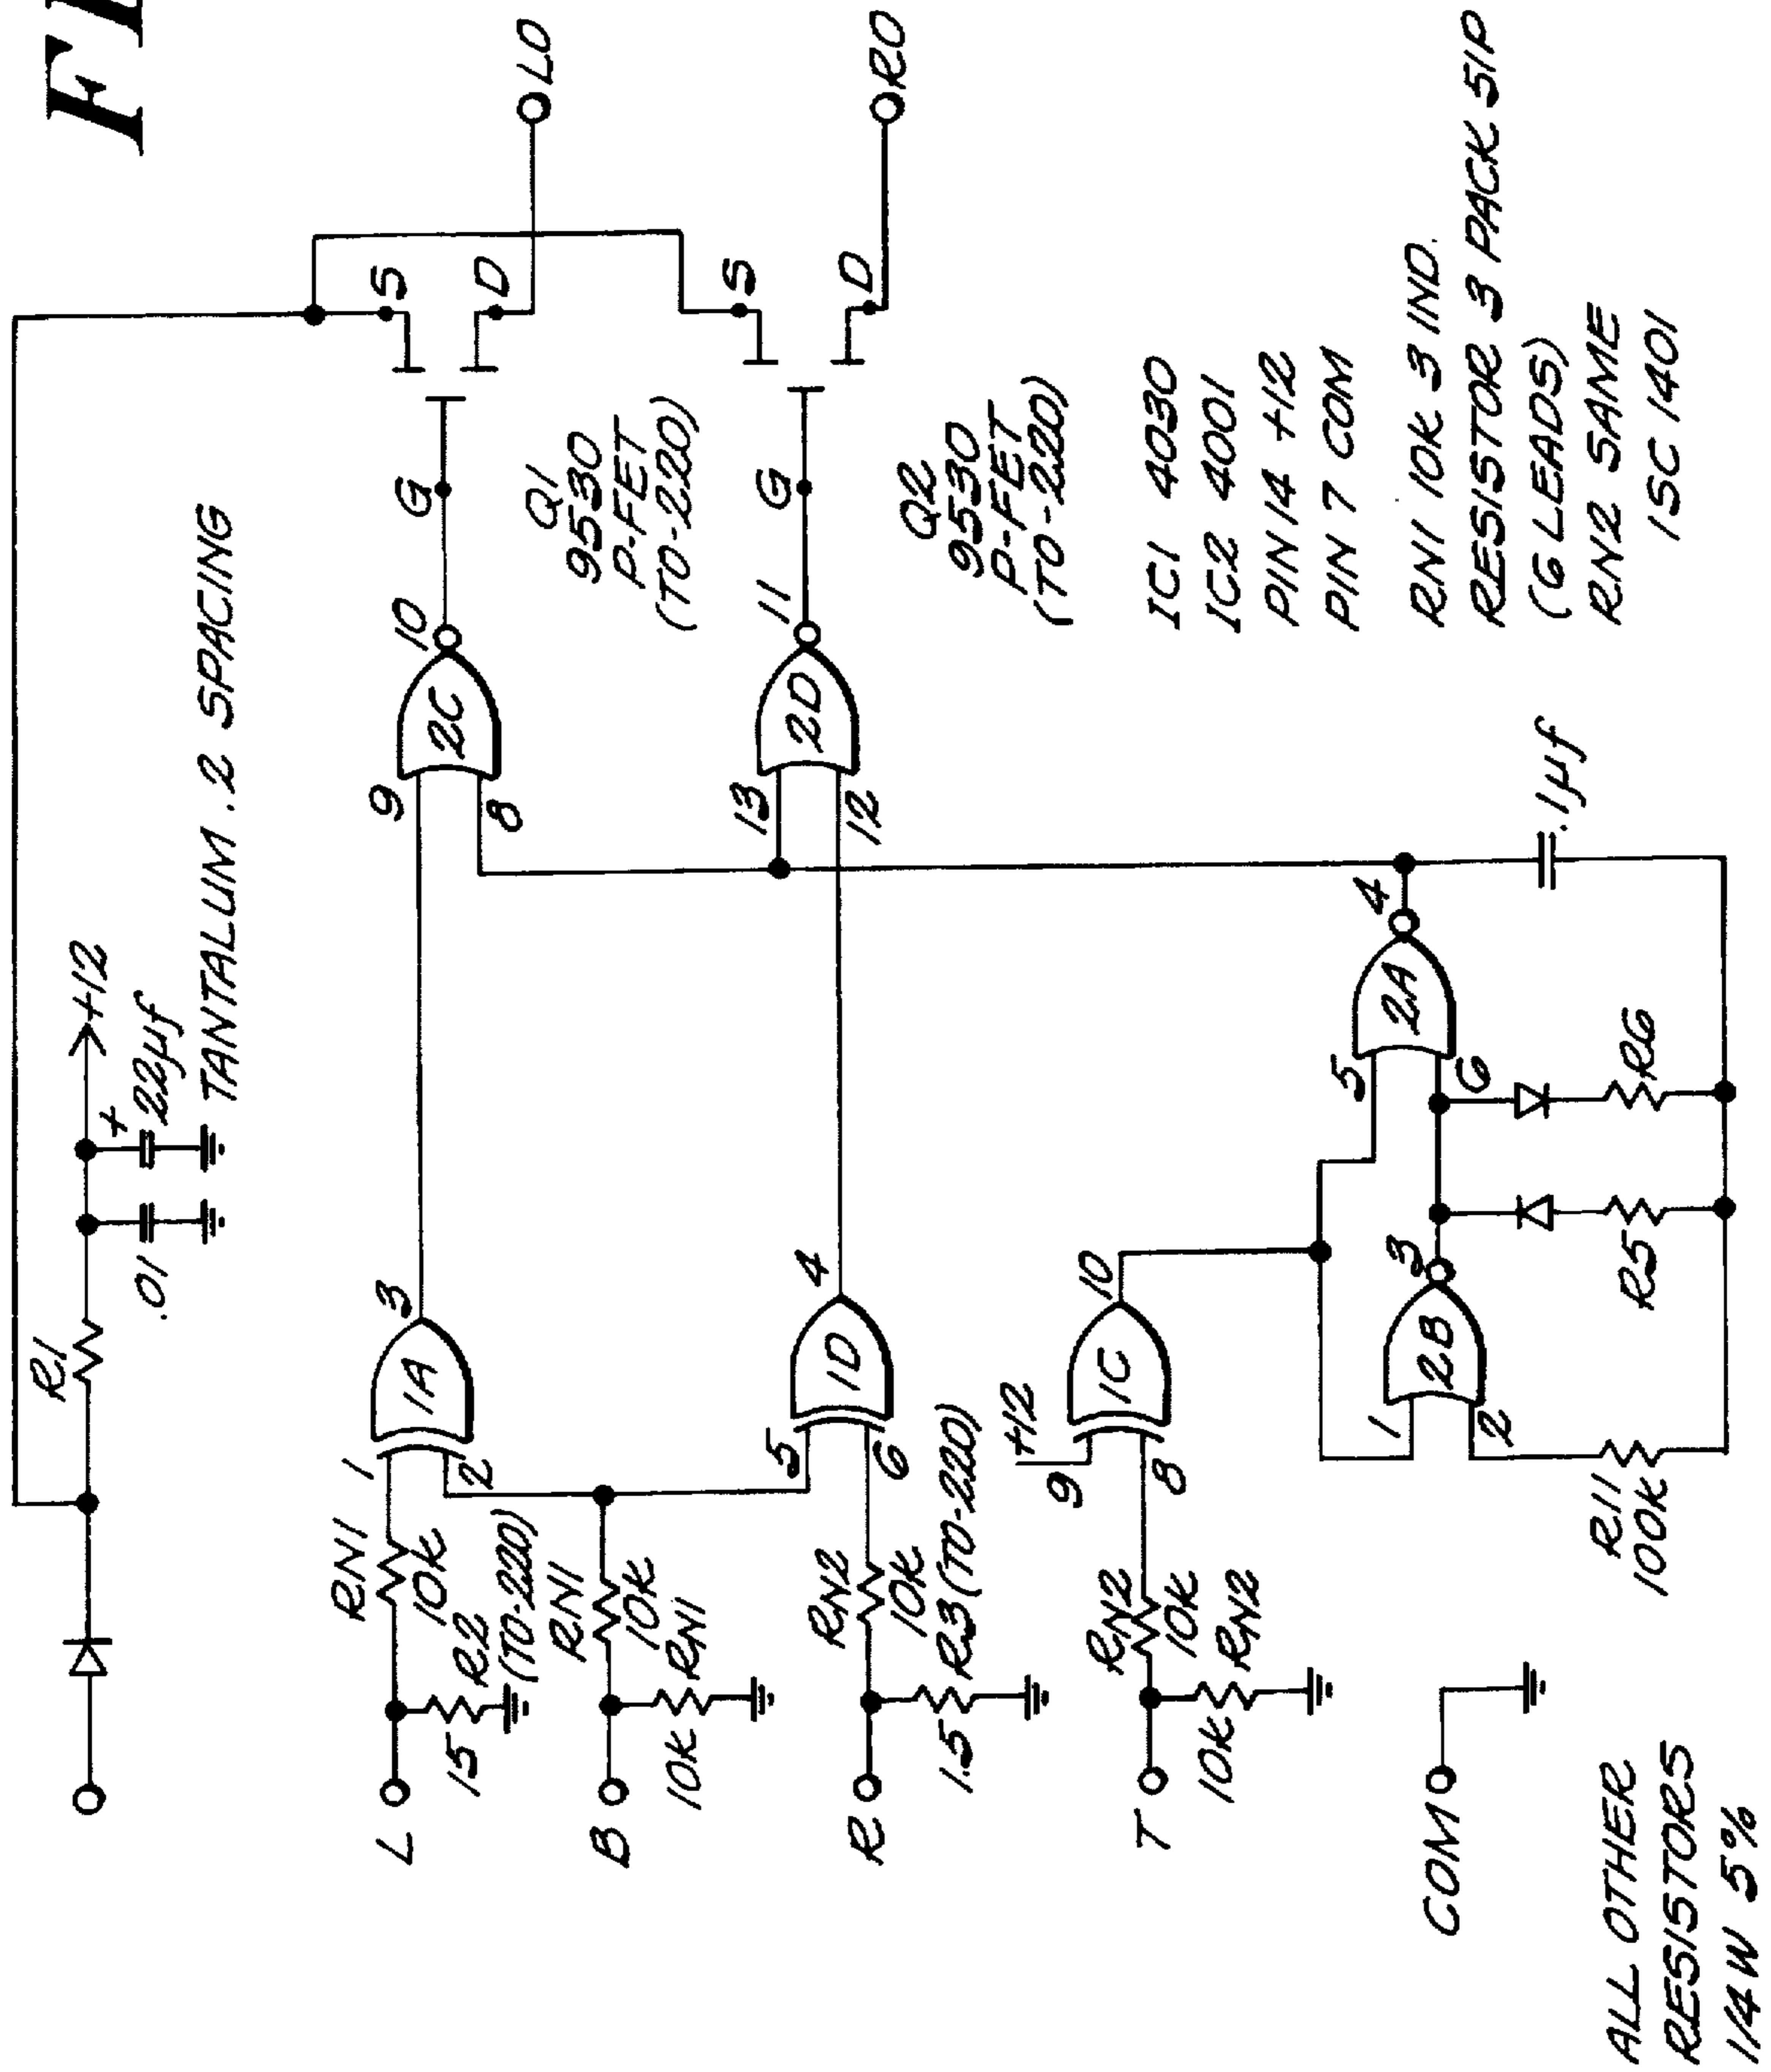 R1
+12
.01
+
22µf
TANTALUM .2 SPACING
L
RN1
10K
15
R2
(TO-220)
1
2
1A
3
B
RN1
10K
10K
RN1
R
RN2
10K
1.5
R3 (TO-220)
5
6
1D
4
T
RN2
10K
10K
RN2
+12
9
8
1C
10
COM
R11
100K
1
2
2B
3
R5
R6
5
6
2A
4
.1µf
9
8
2C
10
G
S
D
LO
Q1
9530
P-FET
(TO-220)
13
12
2D
11
G
S
D
RO
Q2
9530
P-FET
(TO-220)
IC1 4030
IC2 4001
PIN 14 +12
PIN 7 COM
RN1 10K 3 IND.
RESISTOR 3 PACK SIP
(6 LEADS)
RN2 SAME
ISC 1401
ALL OTHER
RESISTORS
1/4W 5%